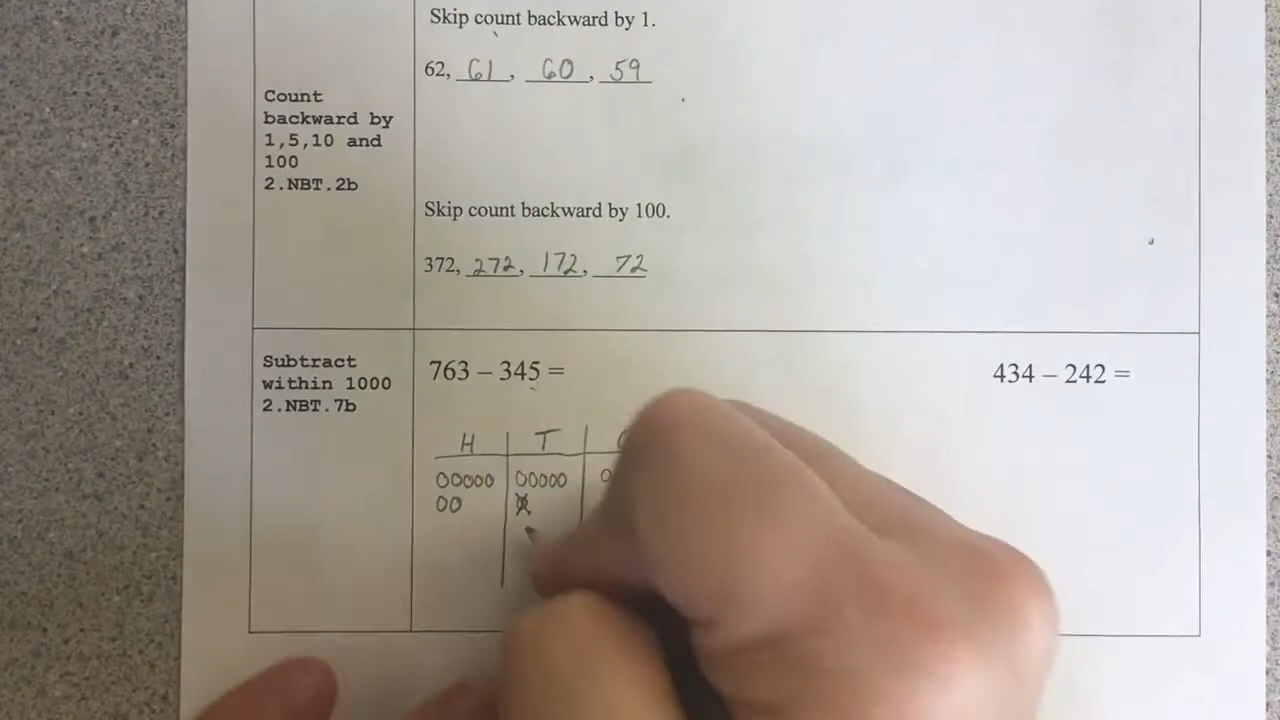 Skip count backward by 1.
62, 61, 60, 59
Count
backward by
1,5,10 and
100
2.NBT.2b
Skip count backward by 100.
372, 272, 172, 72
Subtract
within 1000
2.NBT.7b
763 – 345 =
434 – 242 =
H T